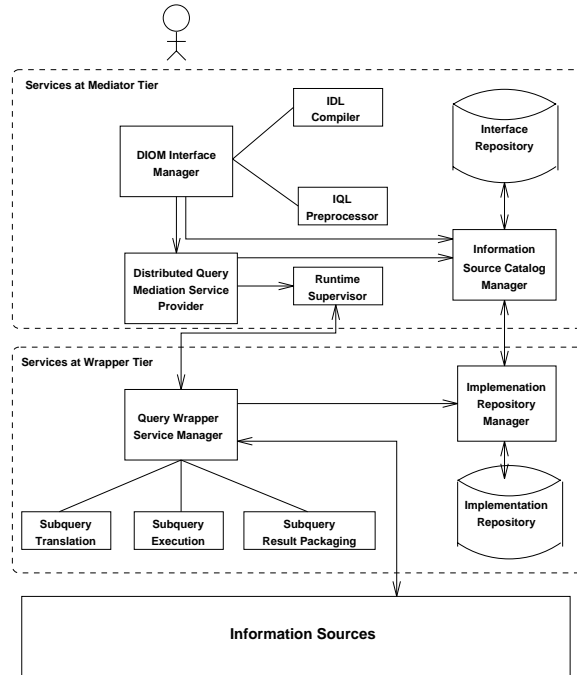 Services at Mediator Tier
IDL
Compiler
Interface
Repository
DIOM Interface
Manager
IQL
Preprocessor
Information
Source Catalog
Manager
Distributed Query
Mediation Service
Provider
Runtime
Supervisor
Services at Wrapper Tier
Implemenation
Repository
Manager
Query Wrapper
Service Manager
Implementation
Repository
Subquery
Translation
Subquery
Execution
Subquery
Result Packaging
Information Sources